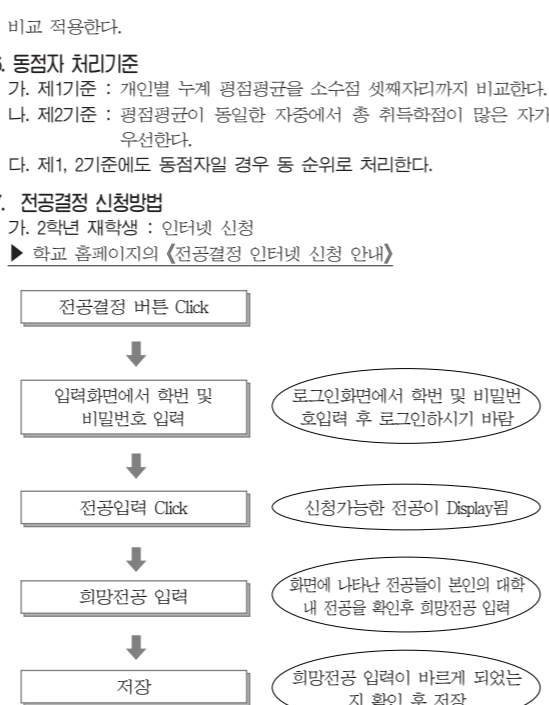 비교 적용한다.
6. 동점자 처리기준
가. 제1기준 : 개인별 누계 평점평균을 소수점 셋째자리까지 비교한다.
나. 제2기준 : 평점평균이 동일한 자중에서 총 취득학점이 많은 자가
우선한다.
다. 제1, 2기준에도 동점자일 경우 동 순위로 처리한다.
7. 전공결정 신청방법
가. 2학년 재학생 : 인터넷 신청
▶ 학교 홈페이지의 《전공결정 인터넷 신청 안내》
전공결정 버튼 Click
입력화면에서 학번 및
비밀번호 입력
로그인화면에서 학번 및 비밀번
호입력 후 로그인하시기 바람
전공입력 Click
신청가능한 전공이 Display됨
희망전공 입력
화면에 나타난 전공들이 본인의 대학
내 전공을 확인후 희망전공 입력
저장
희망전공 입력이 바르게 되었는
지 확인 후 저장